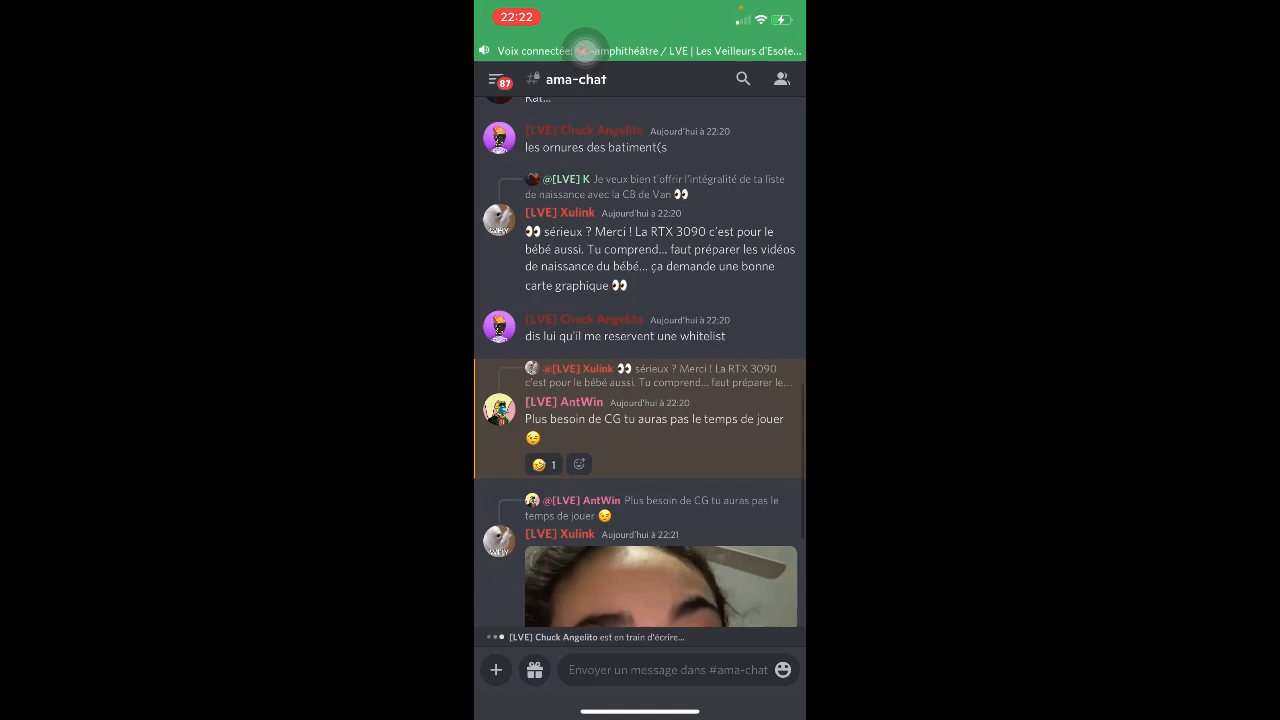 22:22
Voix connectée: -amphithéâtre / LVE | Les Veilleurs d'Esote...
87
ama-chat
Kat...
[LVE] Chuck Angelito Aujourd'hui à 22:20
les ornures des batiment(s
@[LVE] K Je veux bien t'offrir l'intégralité de ta liste
de naissance avec la CB de Van 👀
[LVE] Xulink Aujourd'hui à 22:20
👀 sérieux ? Merci ! La RTX 3090 c'est pour le
bébé aussi. Tu comprend... faut préparer les vidéos
de naissance du bébé... ça demande une bonne
carte graphique 👀
[LVE] Chuck Angelito Aujourd'hui à 22:20
dis lui qu'il me reservent une whitelist
@[LVE] Xulink 👀 sérieux ? Merci ! La RTX 3090
c'est pour le bébé aussi. Tu comprend... faut préparer le...
[LVE] AntWin Aujourd'hui à 22:20
Plus besoin de CG tu auras pas le temps de jouer
😉
🤣 1
@[LVE] AntWin Plus besoin de CG tu auras pas le
temps de jouer 😉
[LVE] Xulink Aujourd'hui à 22:21
[LVE] Chuck Angelito est en train d'écrire...
Envoyer un message dans #ama-chat